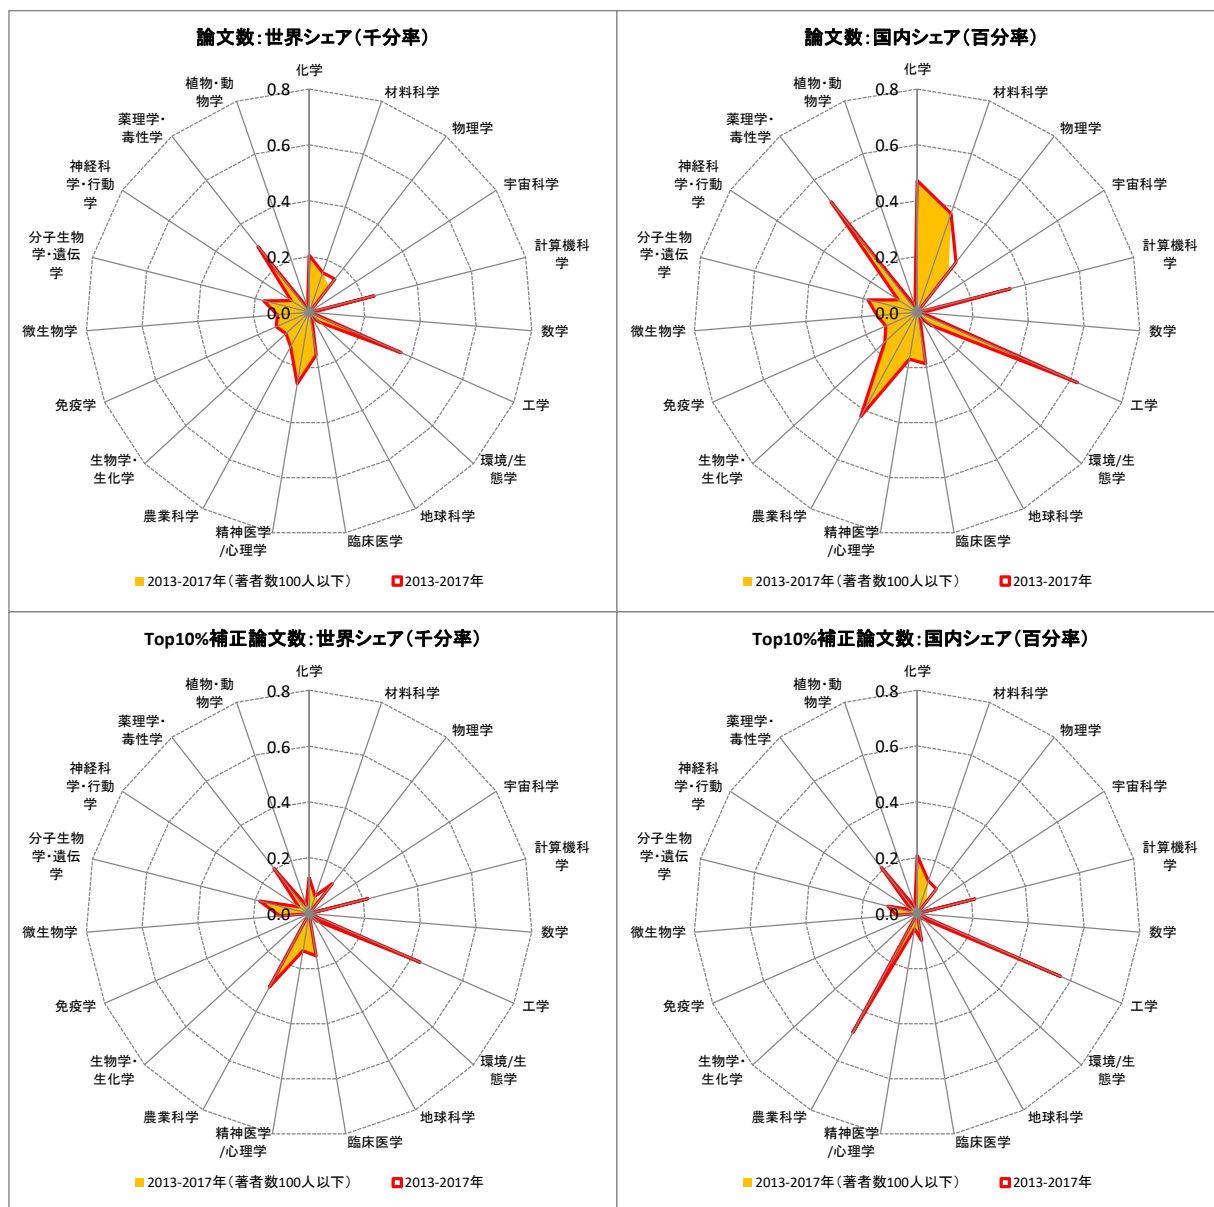 論文数：世界シェア（千分率）
化学
材料科学
物理学
宇宙科学
計算機科
学
数学
工学
環境/生
態学
地球科学
臨床医学
精神医学
/心理学
農業科学
生物学・
生化学
免疫学
微生物学
分子生物
学・遺伝
学
神経科
学・行動
学
薬理学・
毒性学
植物・動
物学
0.8
0.6
0.4
0.2
0.0
2013-2017年（著者数100人以下）
2013-2017年
論文数：国内シェア（百分率）
化学
材料科学
物理学
宇宙科学
計算機科
学
数学
工学
環境/生
態学
地球科学
臨床医学
精神医学
/心理学
農業科学
生物学・
生化学
免疫学
微生物学
分子生物
学・遺伝
学
神経科
学・行動
学
薬理学・
毒性学
植物・動
物学
0.8
0.6
0.4
0.2
0.0
2013-2017年（著者数100人以下）
2013-2017年
Top10%補正論文数：世界シェア（千分率）
化学
材料科学
物理学
宇宙科学
計算機科
学
数学
工学
環境/生
態学
地球科学
臨床医学
精神医学
/心理学
農業科学
生物学・
生化学
免疫学
微生物学
分子生物
学・遺伝
学
神経科
学・行動
学
薬理学・
毒性学
植物・動
物学
0.8
0.6
0.4
0.2
0.0
2013-2017年（著者数100人以下）
2013-2017年
Top10%補正論文数：国内シェア（百分率）
化学
材料科学
物理学
宇宙科学
計算機科
学
数学
工学
環境/生
態学
地球科学
臨床医学
精神医学
/心理学
農業科学
生物学・
生化学
免疫学
微生物学
分子生物
学・遺伝
学
神経科
学・行動
学
薬理学・
毒性学
植物・動
物学
0.8
0.6
0.4
0.2
0.0
2013-2017年（著者数100人以下）
2013-2017年